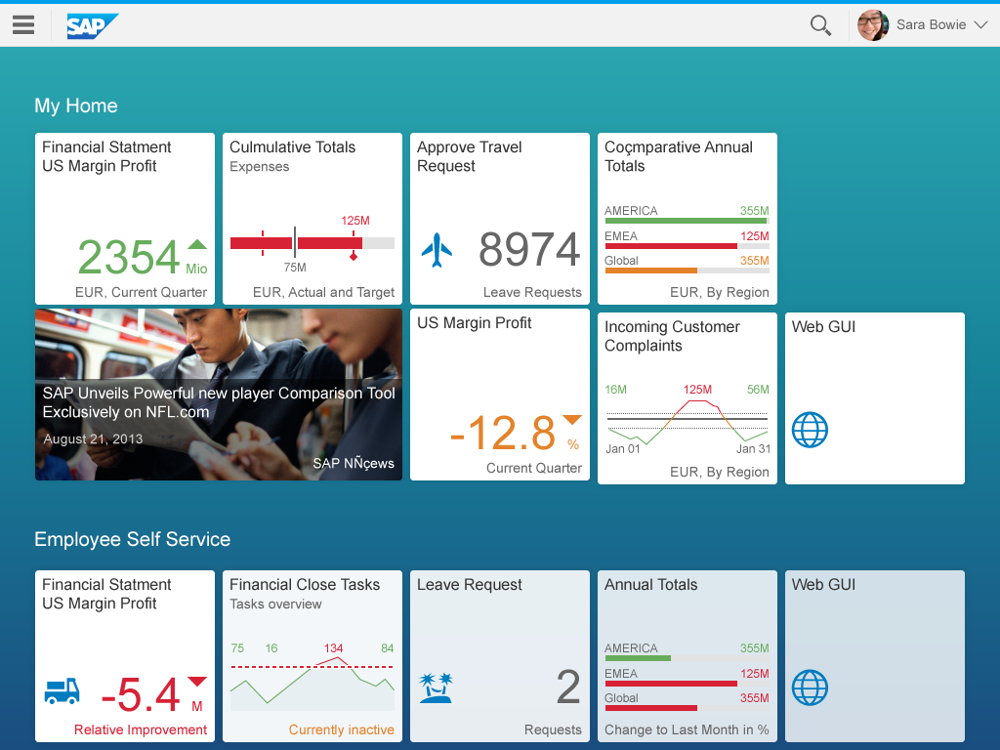 SAP
Sara Bowie
My Home
Financial Statment
US Margin Profit
2354
Mio
EUR, Current Quarter
Culmulative Totals
Expenses
125M
75M
EUR, Actual and Target
Approve Travel
Request
8974
Leave Requests
Coçmparative Annual
Totals
AMERICA 355M
EMEA 125M
Global 355M
EUR, By Region
SAP Unveils Powerful new player Comparison Tool
Exclusively on NFL.com
August 21, 2013
SAP NÑçews
US Margin Profit
-12.8
%
Current Quarter
Incoming Customer
Complaints
16M 125M 56M
Jan 01 Jan 31
EUR, By Region
Web GUI
Employee Self Service
Financial Statment
US Margin Profit
-5.4
M
Relative Improvement
Financial Close Tasks
Tasks overview
75 16 134 84
Currently inactive
Leave Request
2
Requests
Annual Totals
AMERICA 355M
EMEA 125M
Global 355M
Change to Last Month in %
Web GUI